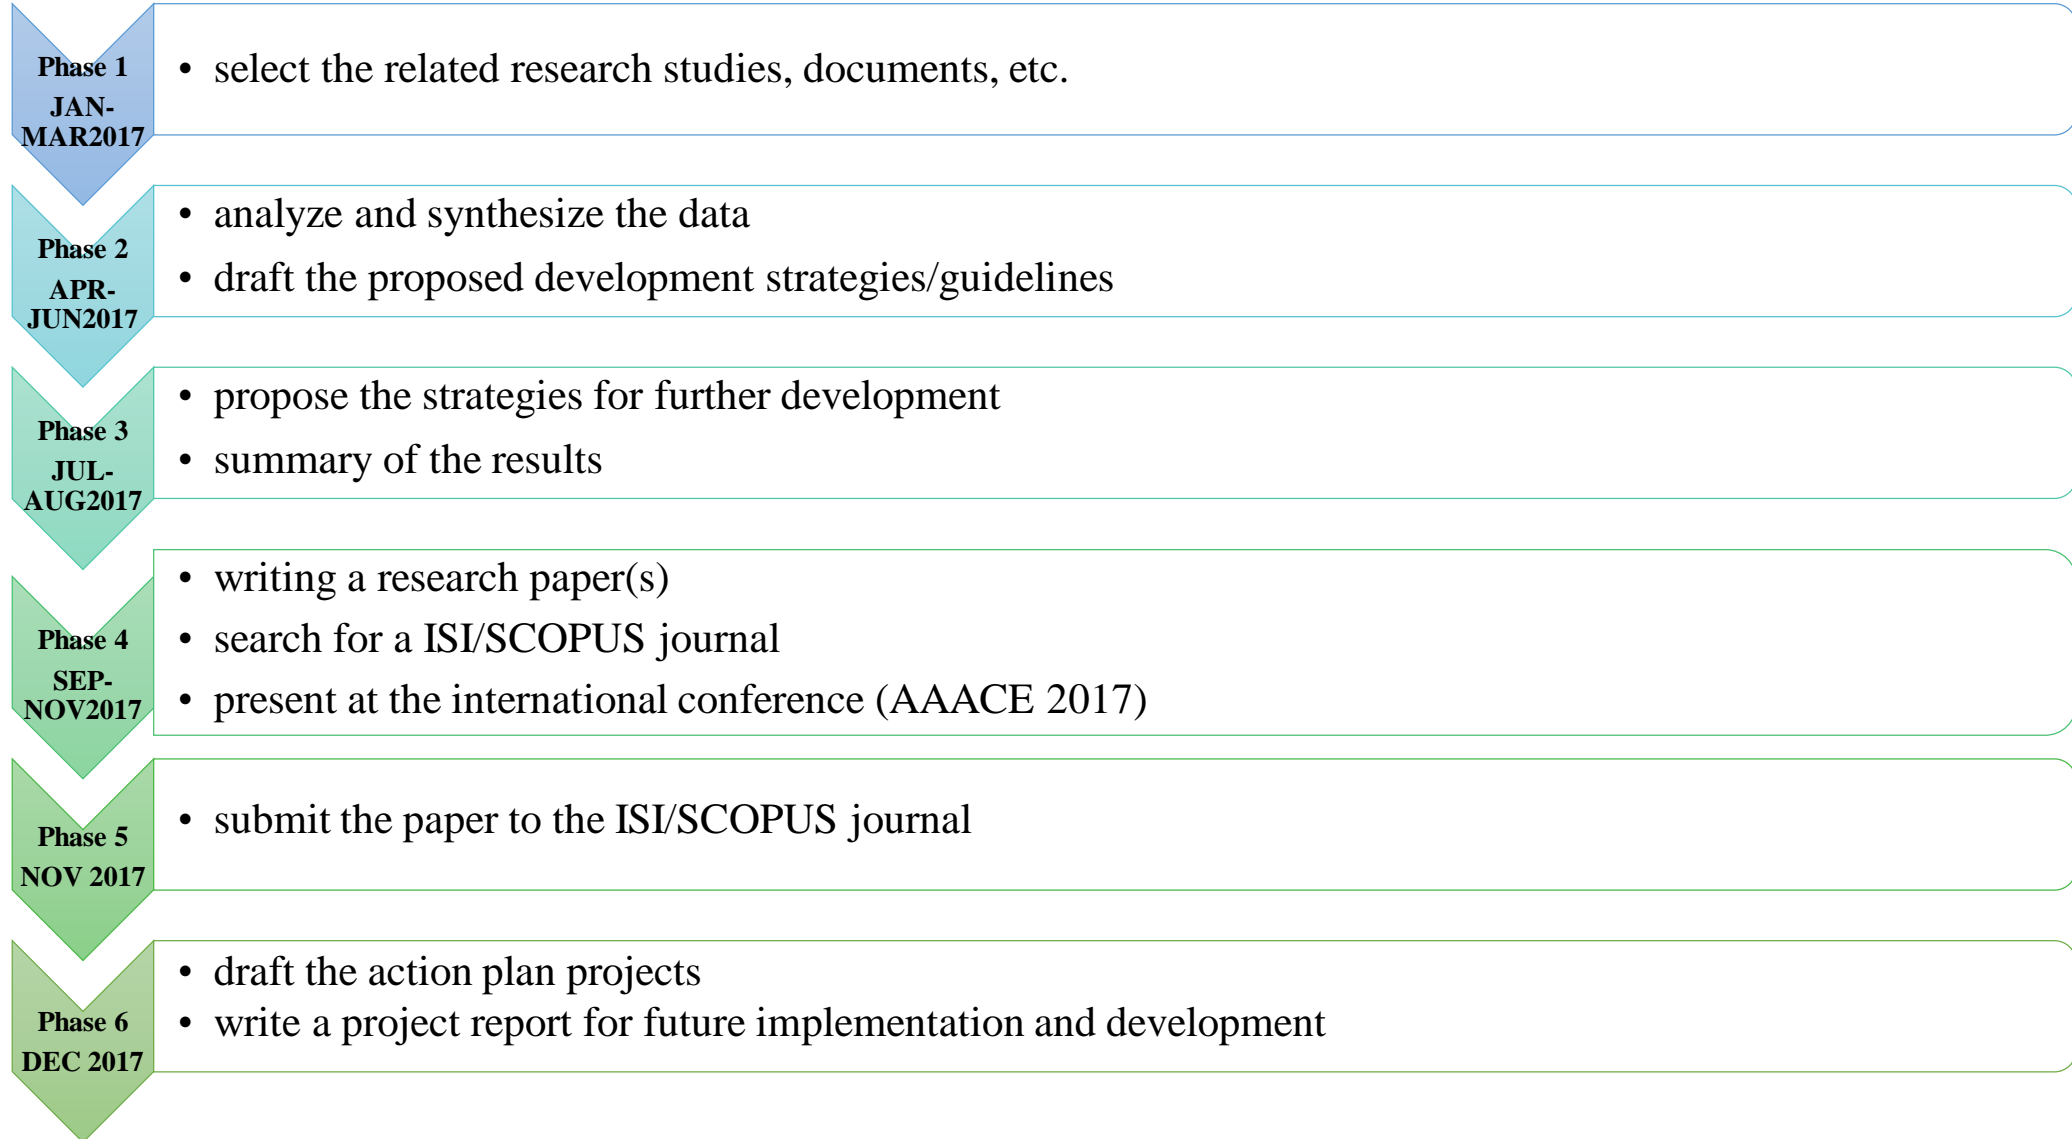 Phase 1
JAN-
MAR2017
• select the related research studies, documents, etc.
Phase 2
APR-
JUN2017
• analyze and synthesize the data
• draft the proposed development strategies/guidelines
Phase 3
JUL-
AUG2017
• propose the strategies for further development
• summary of the results
Phase 4
SEP-
NOV2017
• writing a research paper(s)
• search for a ISI/SCOPUS journal
• present at the international conference (AAACE 2017)
Phase 5
NOV 2017
• submit the paper to the ISI/SCOPUS journal
Phase 6
DEC 2017
• draft the action plan projects
• write a project report for future implementation and development